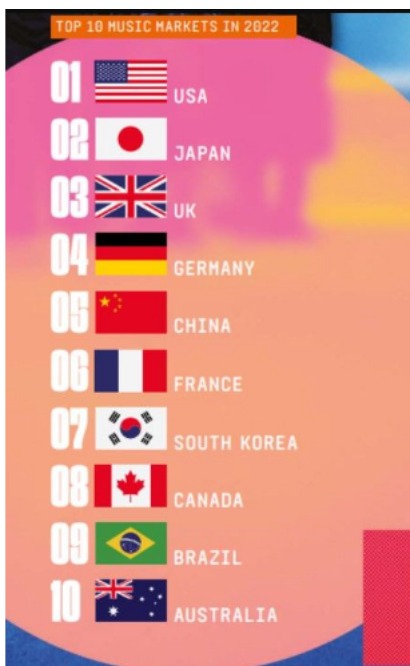 TOP 10 MUSIC MARKETS IN 2022
01 USA
02 JAPAN
03 UK
04 GERMANY
05 CHINA
06 FRANCE
07 SOUTH KOREA
08 CANADA
09 BRAZIL
10 AUSTRALIA